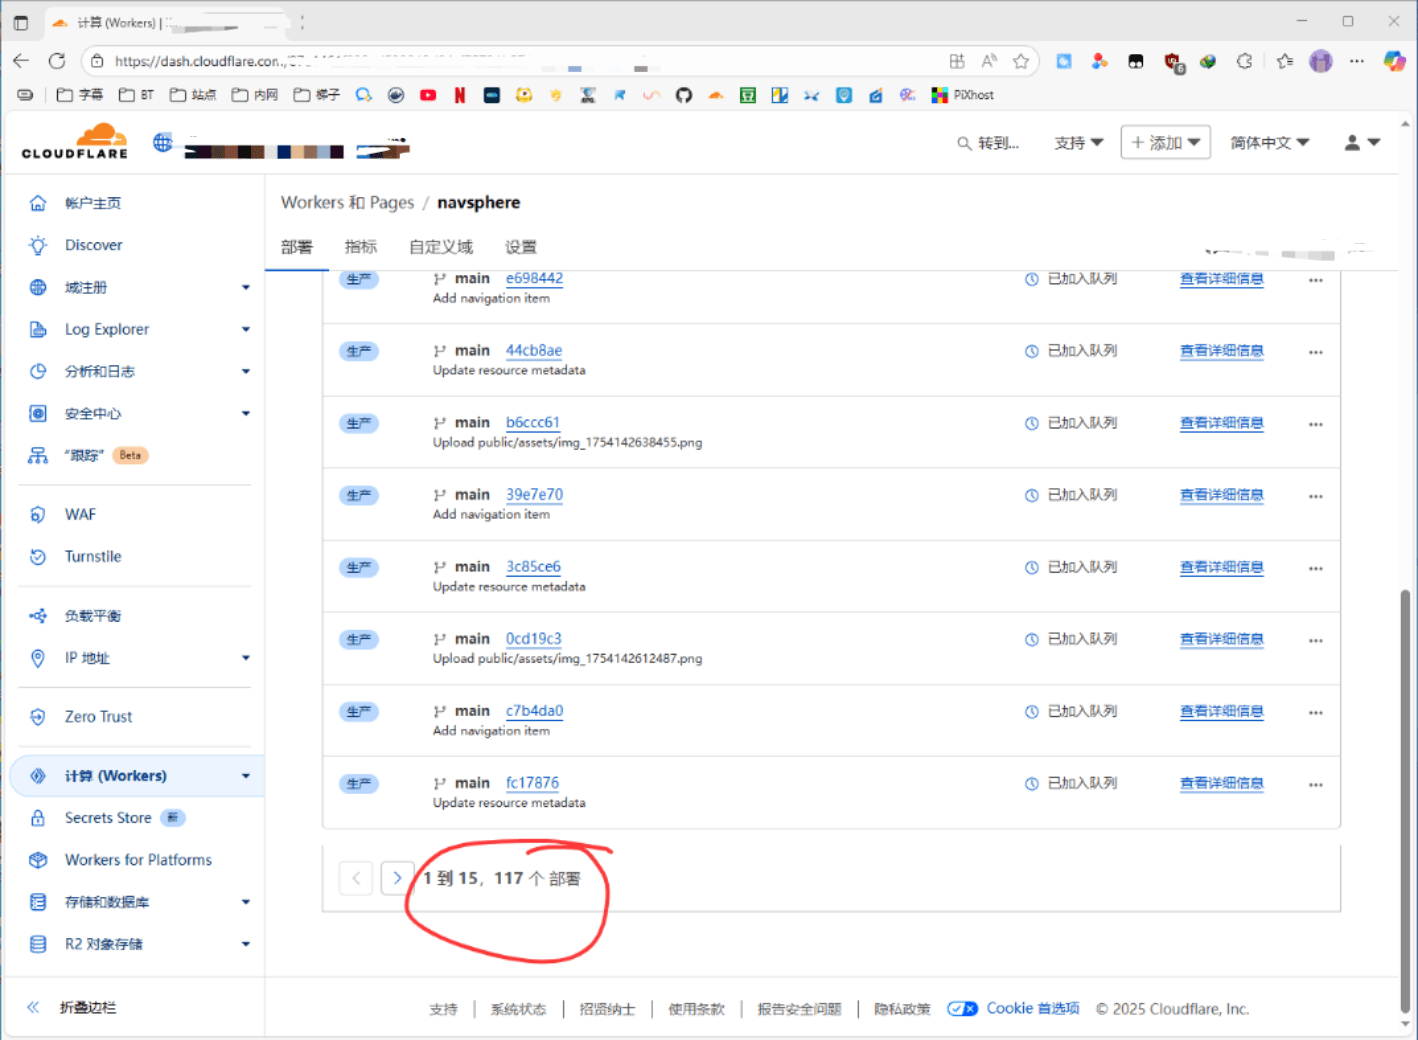 计算 (Workers) |
https://dash.cloudflare.com/
6
字幕 BT 站点 内网 梯子 PiXhost
CLOUDFLARE
转到... 支持 + 添加 简体中文
帐户主页
Discover
域注册
Log Explorer
分析和日志
安全中心
“跟踪” Beta
WAF
Turnstile
负载平衡
IP 地址
Zero Trust
计算 (Workers)
Secrets Store 新
Workers for Platforms
存储和数据库
R2 对象存储
折叠边栏
Workers 和 Pages / navsphere
部署 指标 自定义域 设置
生产 main e698442 已加入队列 查看详细信息 ...
Add navigation item
生产 main 44cb8ae 已加入队列 查看详细信息 ...
Update resource metadata
生产 main b6ccc61 已加入队列 查看详细信息 ...
Upload public/assets/img_1754142638455.png
生产 main 39e7e70 已加入队列 查看详细信息 ...
Add navigation item
生产 main 3c85ce6 已加入队列 查看详细信息 ...
Update resource metadata
生产 main 0cd19c3 已加入队列 查看详细信息 ...
Upload public/assets/img_1754142612487.png
生产 main c7b4da0 已加入队列 查看详细信息 ...
Add navigation item
生产 main fc17876 已加入队列 查看详细信息 ...
Update resource metadata
1 到 15，117 个 部署
支持 | 系统状态 | 招贤纳士 | 使用条款 | 报告安全问题 | 隐私政策 Cookie 首选项 © 2025 Cloudflare, Inc.